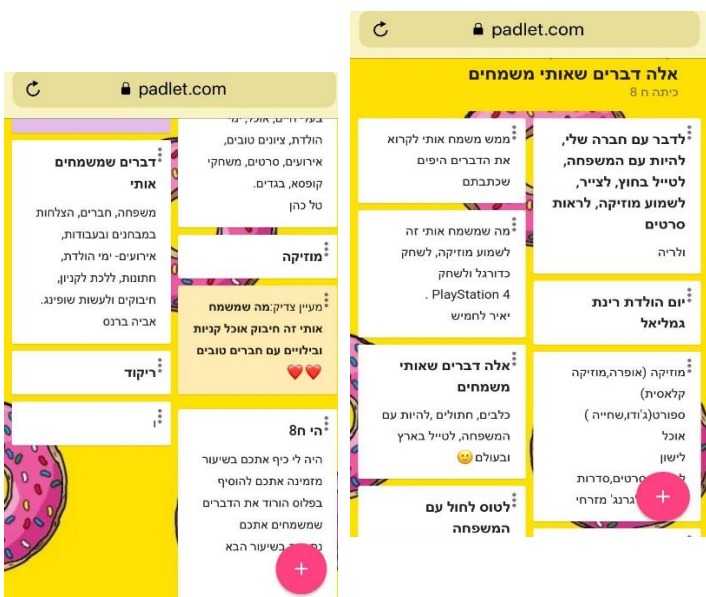 padlet.com
אלה דברים שאותי משמחים
כיתה ח 8
לדבר עם חברה שלי,
להיות עם המשפחה,
לטייל בחוץ, לצייר,
לשמוע מוזיקה, לראות
סרטים
ולריה
יום הולדת רינת
גמליאל
מוזיקה (אופרה,מוזיקה
קלאסית)
ספורט(ג'ודו,שחייה )
אוכל
לישון
סרטים,סדרות
מזרחי
ממש משמח אותי לקרוא
את הדברים היפים
שכתבתם
מה שמשמח אותי זה
לשמוע מוזיקה, לשחק
כדורגל ולשחק
PlayStation 4 .
יאיר לחמיש
אלה דברים שאותי
משמחים
כלבים, חתולים ,להיות עם
המשפחה, לטייל בארץ
ובעולם
לטוס לחול עם
המשפחה
padlet.com
בעלי חיים, אוכל, ימי
הולדת, ציונים טובים,
אירועים, סרטים, משחקי
קופסא, בגדים.
טל כהן
מוזיקה
מעיין צדיק:מה שמשמח
אותי זה חיבוק אוכל קניות
ובילויים עם חברים טובים
הי ח8
היה לי כיף אתכם בשיעור
מזמינה אתכם להוסיף
בפלוס הורוד את הדברים
שמשמחים אתכם
בשיעור הבא
דברים שמשמחים
אותי
משפחה, חברים, הצלחות
במבחנים ובעבודות,
אירועים- ימי הולדת,
חתונות, ללכת לקניון,
חיבוקים ולעשות שופינג.
אביה ברנס
ריקוד
ו